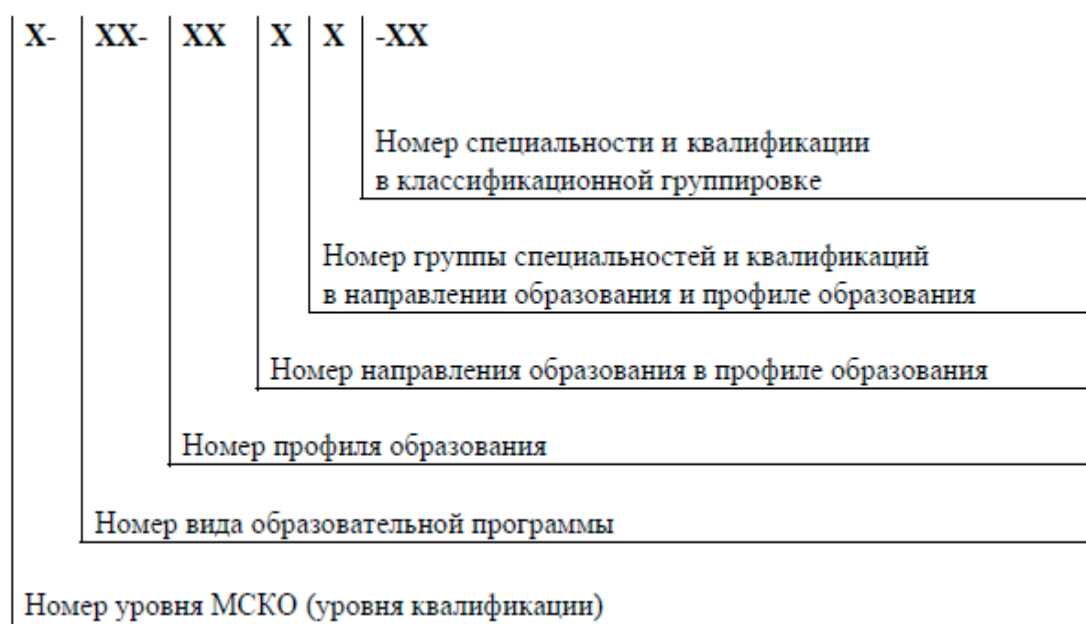 X- XX- XX X X -XX
Номер специальности и квалификации
в классификационной группировке
Номер группы специальностей и квалификаций
в направлении образования и профиле образования
Номер направления образования в профиле образования
Номер профиля образования
Номер вида образовательной программы
Номер уровня МСКО (уровня квалификации)